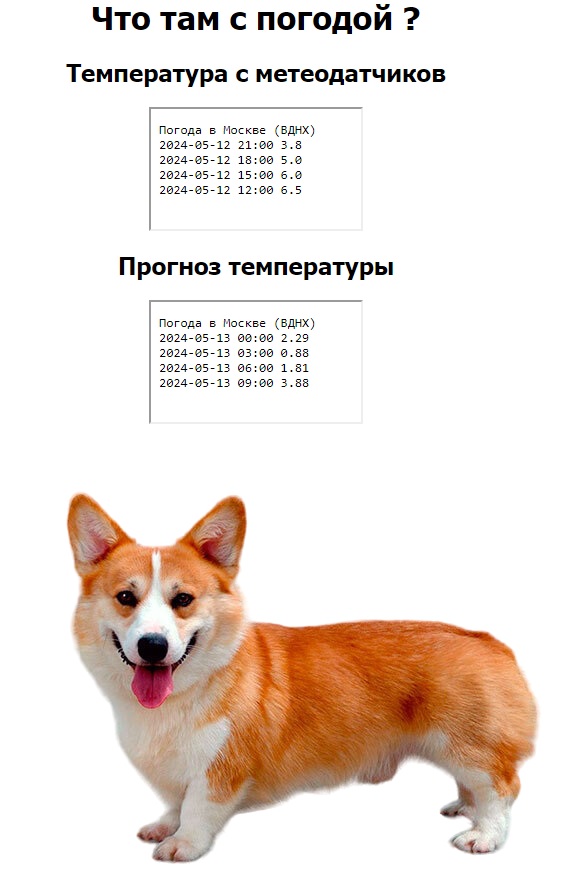 Что там с погодой ?
Температура с метеодатчиков
Погода в Москве (ВДНХ)
2024-05-12 21:00 3.8
2024-05-12 18:00 5.0
2024-05-12 15:00 6.0
2024-05-12 12:00 6.5
Прогноз температуры
Погода в Москве (ВДНХ)
2024-05-13 00:00 2.29
2024-05-13 03:00 0.88
2024-05-13 06:00 1.81
2024-05-13 09:00 3.88